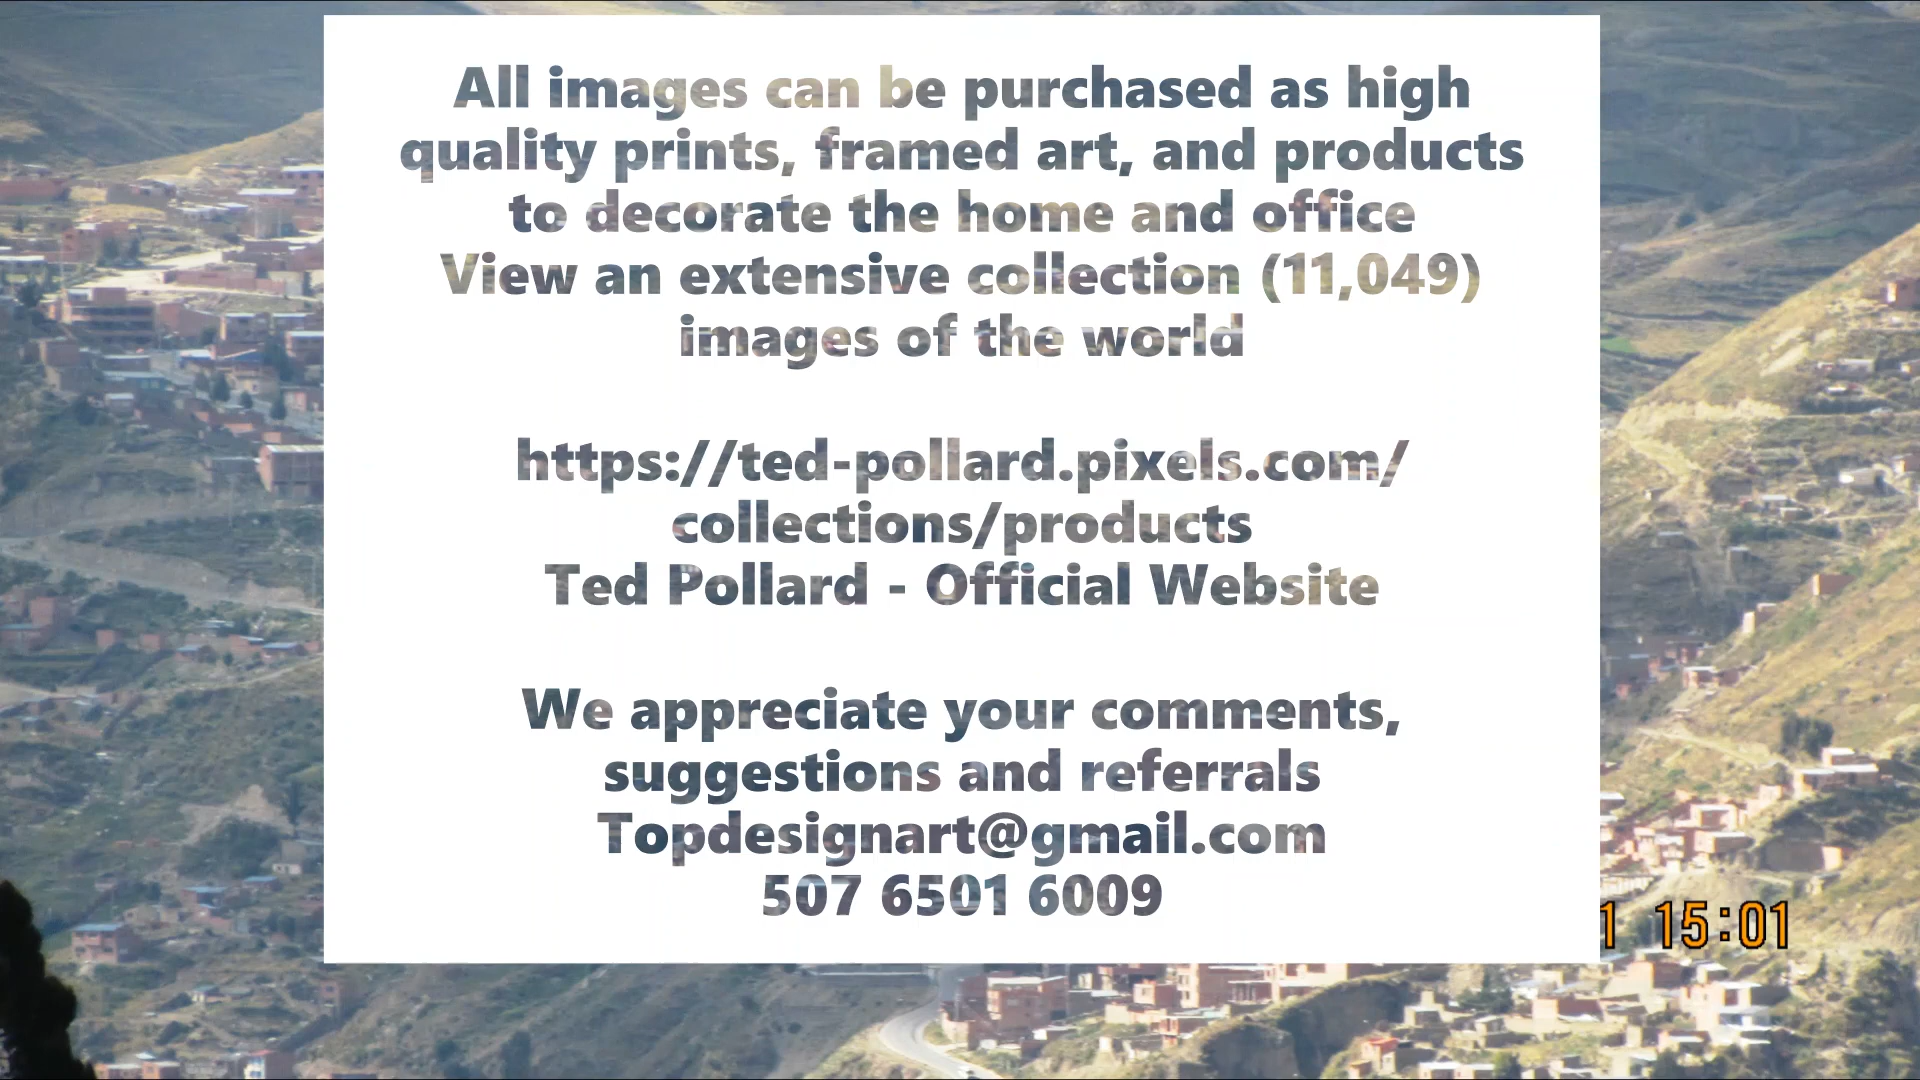 All images can be purchased as high
quality prints, framed art, and products
to decorate the home and office
View an extensive collection (11,049)
images of the world
https://ted-pollard.pixels.com/
collections/products
Ted Pollard - Official Website
We appreciate your comments,
suggestions and referrals
Topdesignart@gmail.com
507 6501 6009
1 15:01